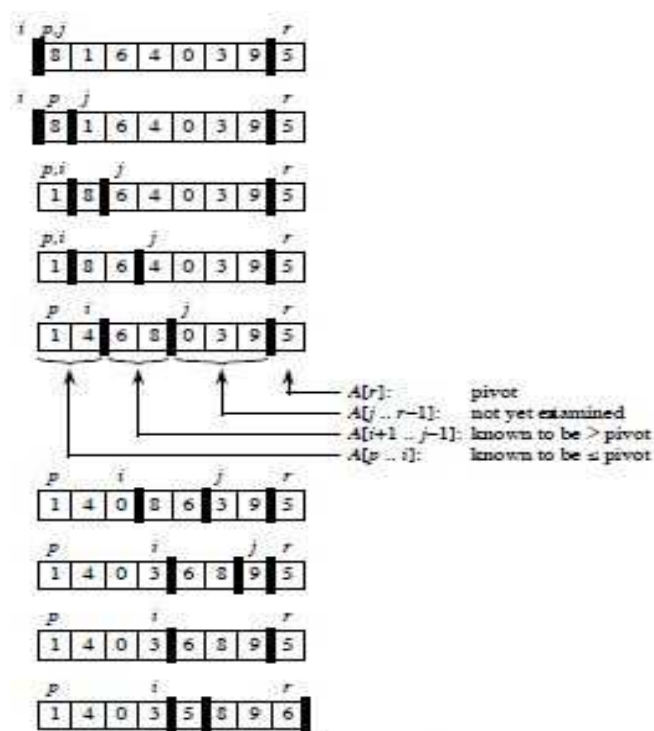 i p,j r
8 1 6 4 0 3 9 5
i p j r
8 1 6 4 0 3 9 5
p,i j r
1 8 6 4 0 3 9 5
p,i j r
1 8 6 4 0 3 9 5
p i j r
1 4 6 8 0 3 9 5
A[r]: pivot
A[j .. r−1]: not yet examined
A[i+1 .. j−1]: known to be > pivot
A[p .. i]: known to be ≤ pivot
p i j r
1 4 0 8 6 3 9 5
p i j r
1 4 0 3 6 8 9 5
p i r
1 4 0 3 6 8 9 5
p i r
1 4 0 3 5 8 9 6